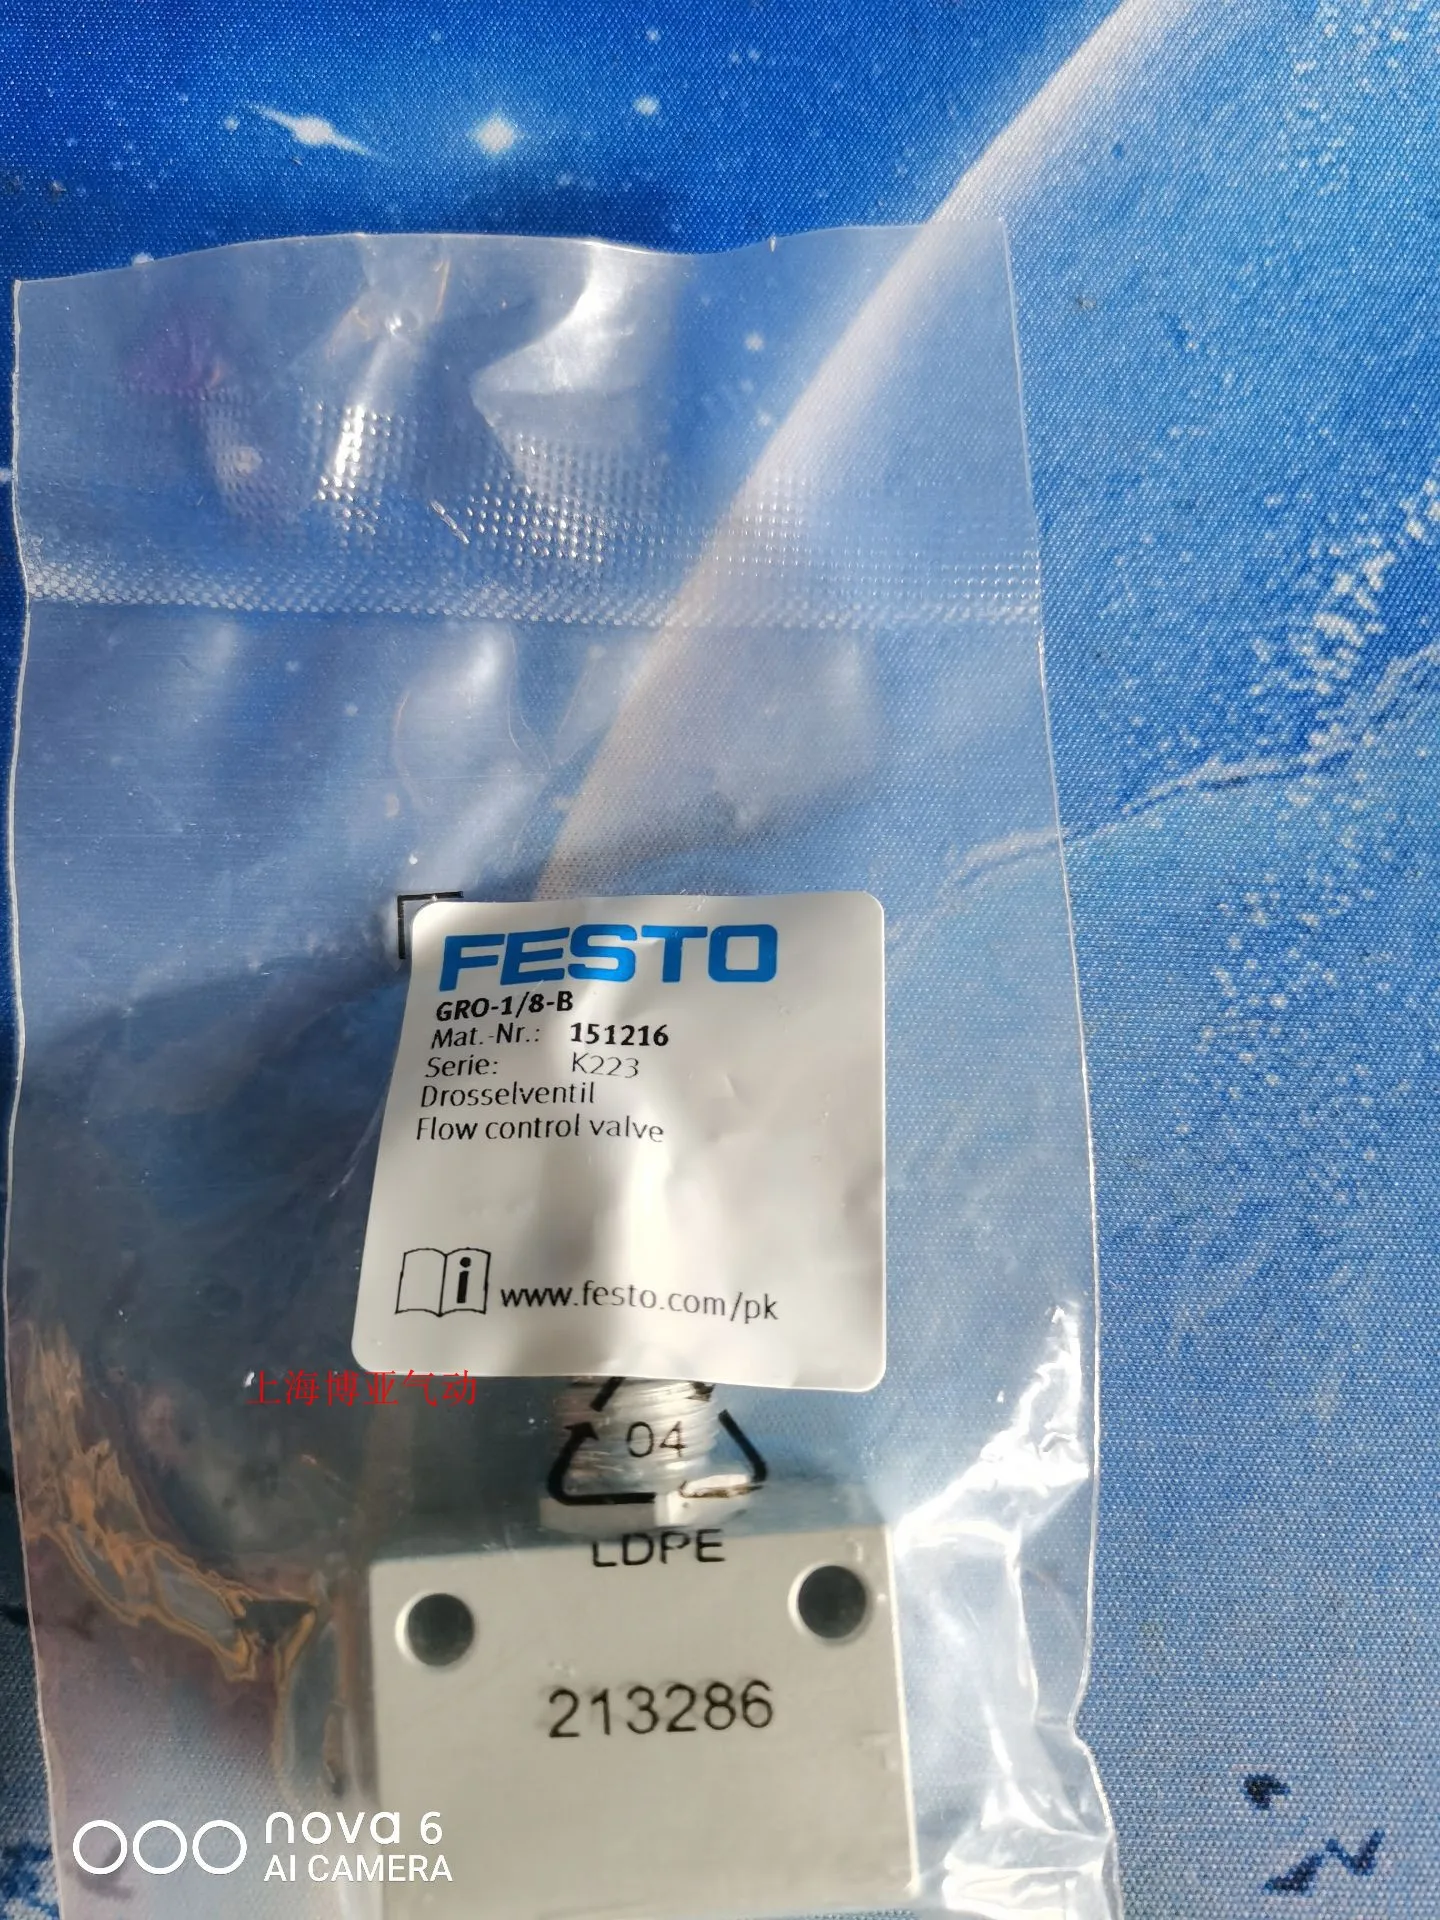 FESTO
GRO-1/8-B
Mat.-Nr.: 151216
Serie: K223
Drosselventil
Flow control valve
i www.festo.com/pk
上海博亚气动
04
LDPE
213286
nova 6
AI CAMERA